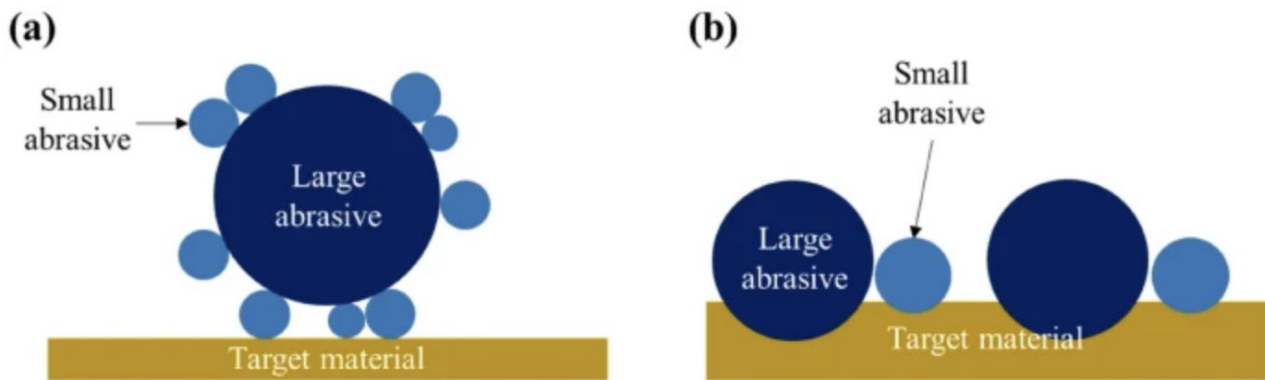 (a)
Small
abrasive
Large
abrasive
Target material
(b)
Small
abrasive
Large
abrasive
Target material